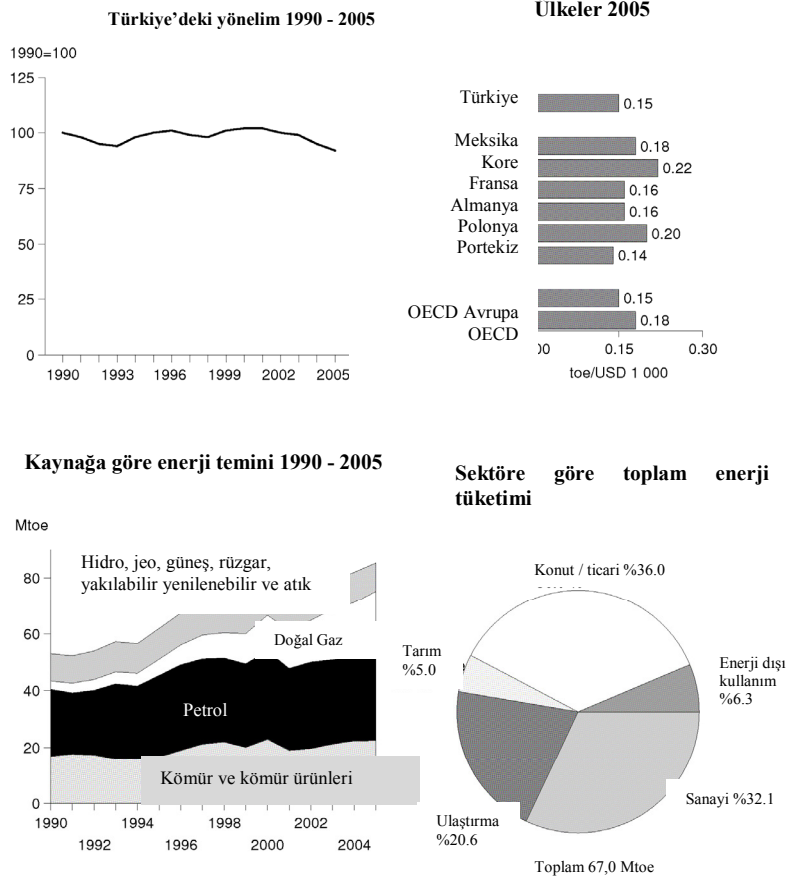 Türkiye’deki yönelim 1990 - 2005
1990=100
125
100
75
50
25
0
1990 1993 1996 1999 2002 2005
Ülkeler 2005
Türkiye 0.15
Meksika 0.18
Kore 0.22
Fransa 0.16
Almanya 0.16
Polonya 0.20
Portekiz 0.14
OECD Avrupa 0.15
OECD 0.18
00 0.15 0.30
toe/USD 1 000
Kaynağa göre enerji temini 1990 - 2005
Mtoe
80
60
40
20
0
Hidro, jeo, güneş, rüzgar,
yakılabilir yenilenebilir ve atık
Doğal Gaz
Petrol
Kömür ve kömür ürünleri
1990 1994 1998 2002
1992 1996 2000 2004
Sektöre göre toplam enerji
tüketimi
Konut / ticari %36.0
Tarım
%5.0
Enerji dışı
kullanım
%6.3
Sanayi %32.1
Ulaştırma
%20.6
Toplam 67,0 Mtoe